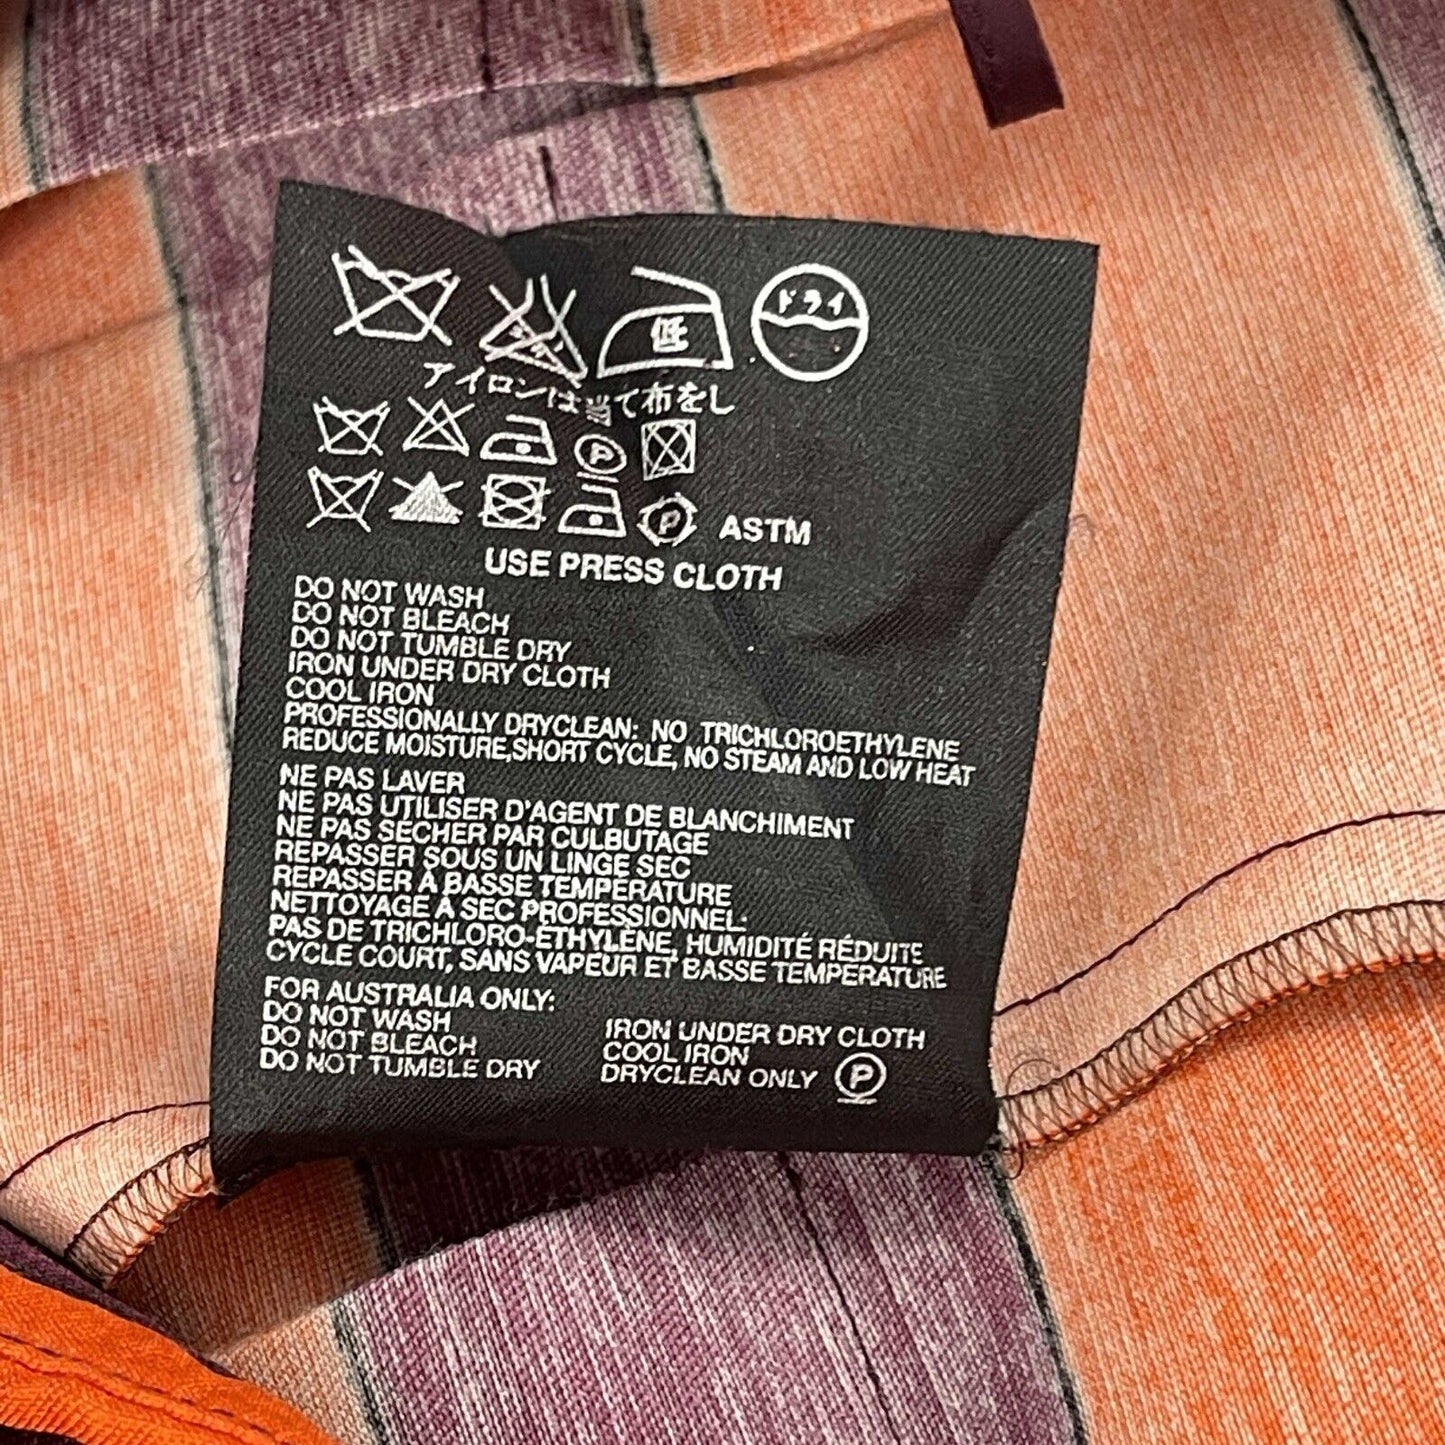 ドライ
低
アイロンは当て布をし
P
P ASTM
USE PRESS CLOTH
DO NOT WASH
DO NOT BLEACH
DO NOT TUMBLE DRY
IRON UNDER DRY CLOTH
COOL IRON
PROFESSIONALLY DRYCLEAN: NO TRICHLOROETHYLENE
REDUCE MOISTURE,SHORT CYCLE, NO STEAM AND LOW HEAT
NE PAS LAVER
NE PAS UTILISER D'AGENT DE BLANCHIMENT
NE PAS SÉCHER PAR CULBUTAGE
REPASSER SOUS UN LINGE SEC
REPASSER À BASSE TEMPÉRATURE
NETTOYAGE À SEC PROFESSIONNEL:
PAS DE TRICHLORO-ÉTHYLÈNE, HUMIDITÉ RÉDUITE
CYCLE COURT, SANS VAPEUR ET BASSE TEMPÉRATURE
FOR AUSTRALIA ONLY:
DO NOT WASH
DO NOT BLEACH
DO NOT TUMBLE DRY
IRON UNDER DRY CLOTH
COOL IRON
DRYCLEAN ONLY P